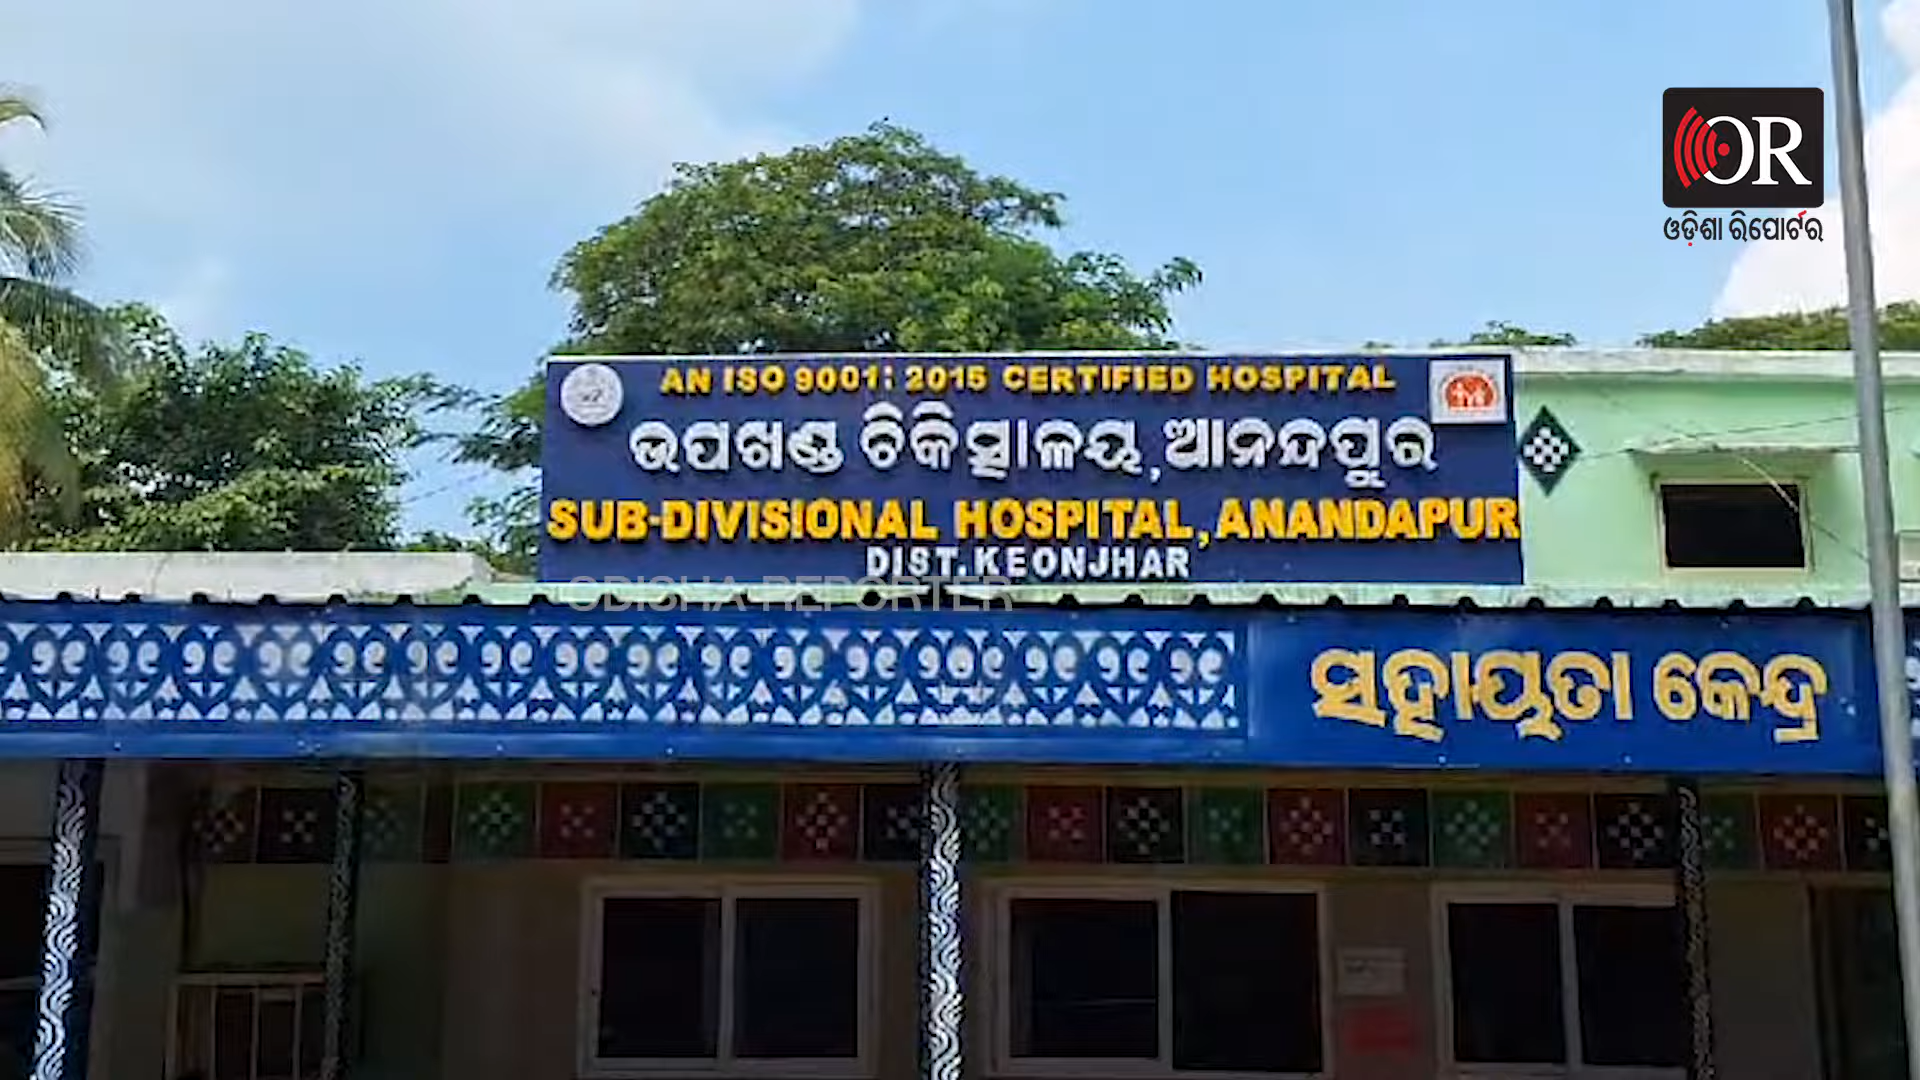 OR
ଓଡ଼ିଶା ରିପୋର୍ଟର
AN ISO 9001: 2015 CERTIFIED HOSPITAL
ଉପଖଣ୍ଡ ଚିକିତ୍ସାଳୟ,ଆନନ୍ଦପୁର
SUB-DIVISIONAL HOSPITAL, ANANDAPUR
DIST. KEONJHAR
ODISHA REPORTER
ସହାୟତା କେନ୍ଦ୍ର